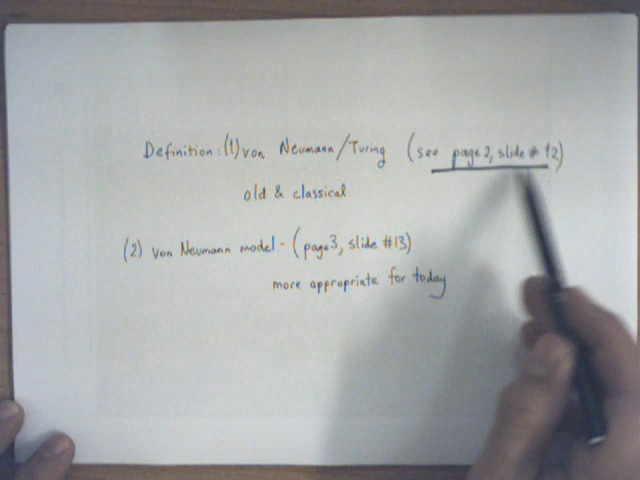 Definition: (1) von Neumann/Turing (see page 2, slide # 12)
old & classical
(2) von Neumann model - (page 3, slide #13)
more appropriate for today